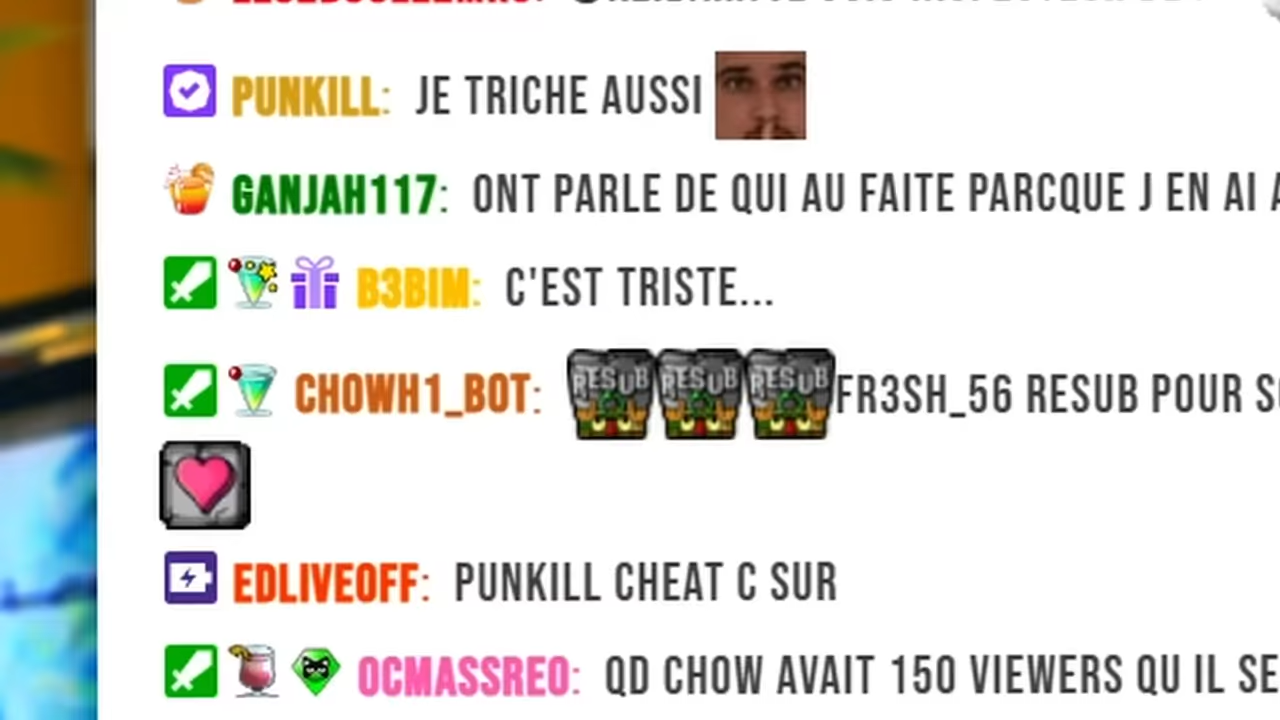 PUNKILL: JE TRICHE AUSSI
GANJAH117: ONT PARLE DE QUI AU FAITE PARCQUE J EN AI
B3BIM: C'EST TRISTE...
CHOWH1_BOT: RESUB RESUB RESUB FR3SH_56 RESUB POUR
EDLIVEOFF: PUNKILL CHEAT C SUR
OCMASSREO: QD CHOW AVAIT 150 VIEWERS QU IL SE